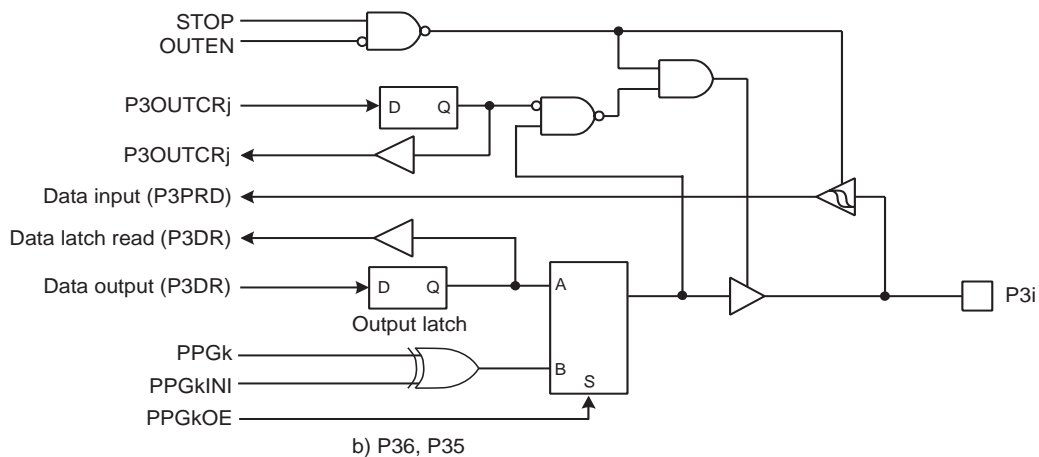 STOP
OUTEN
P3OUTCRj
D Q
P3OUTCRj
Data input (P3PRD)
Data latch read (P3DR)
Data output (P3DR)
D Q
Output latch
A
P3i
PPGk
PPGkINI
B
S
PPGkOE
b) P36, P35